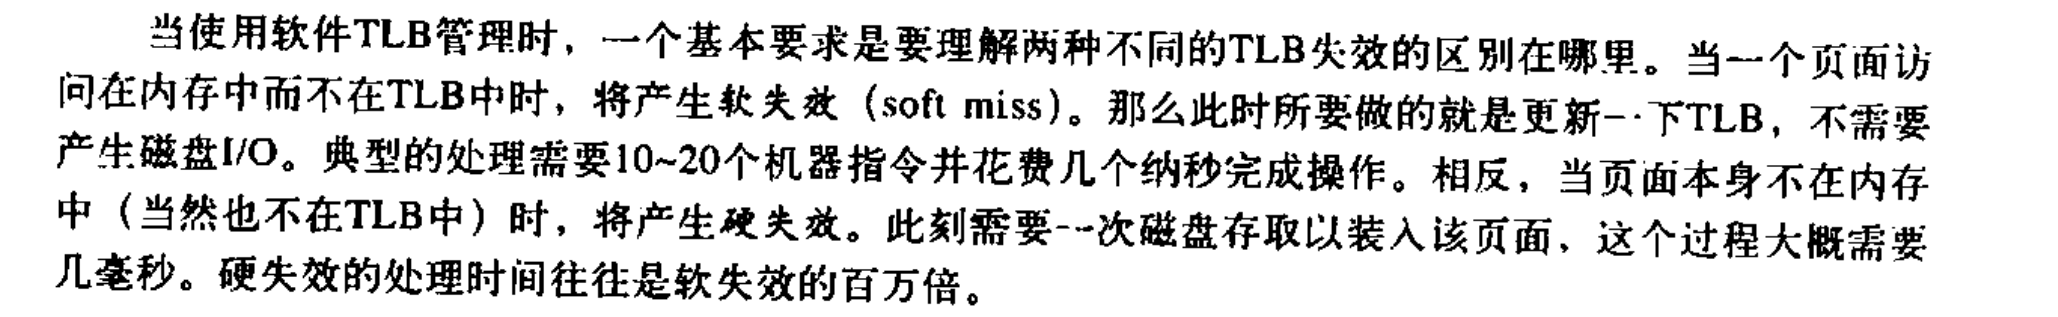 当使用软件TLB管理时，一个基本要求是要理解两种不同的TLB失效的区别在哪里。当一个页面访
问在内存中而不在TLB中时，将产生软失效（soft miss）。那么此时所要做的就是更新一下TLB，不需要
产生磁盘I/O。典型的处理需要10~20个机器指令并花费几个纳秒完成操作。相反，当页面本身不在内存
中（当然也不在TLB中）时，将产生硬失效。此刻需要一次磁盘存取以装入该页面，这个过程大概需要
几毫秒。硬失效的处理时间往往是软失效的百万倍。